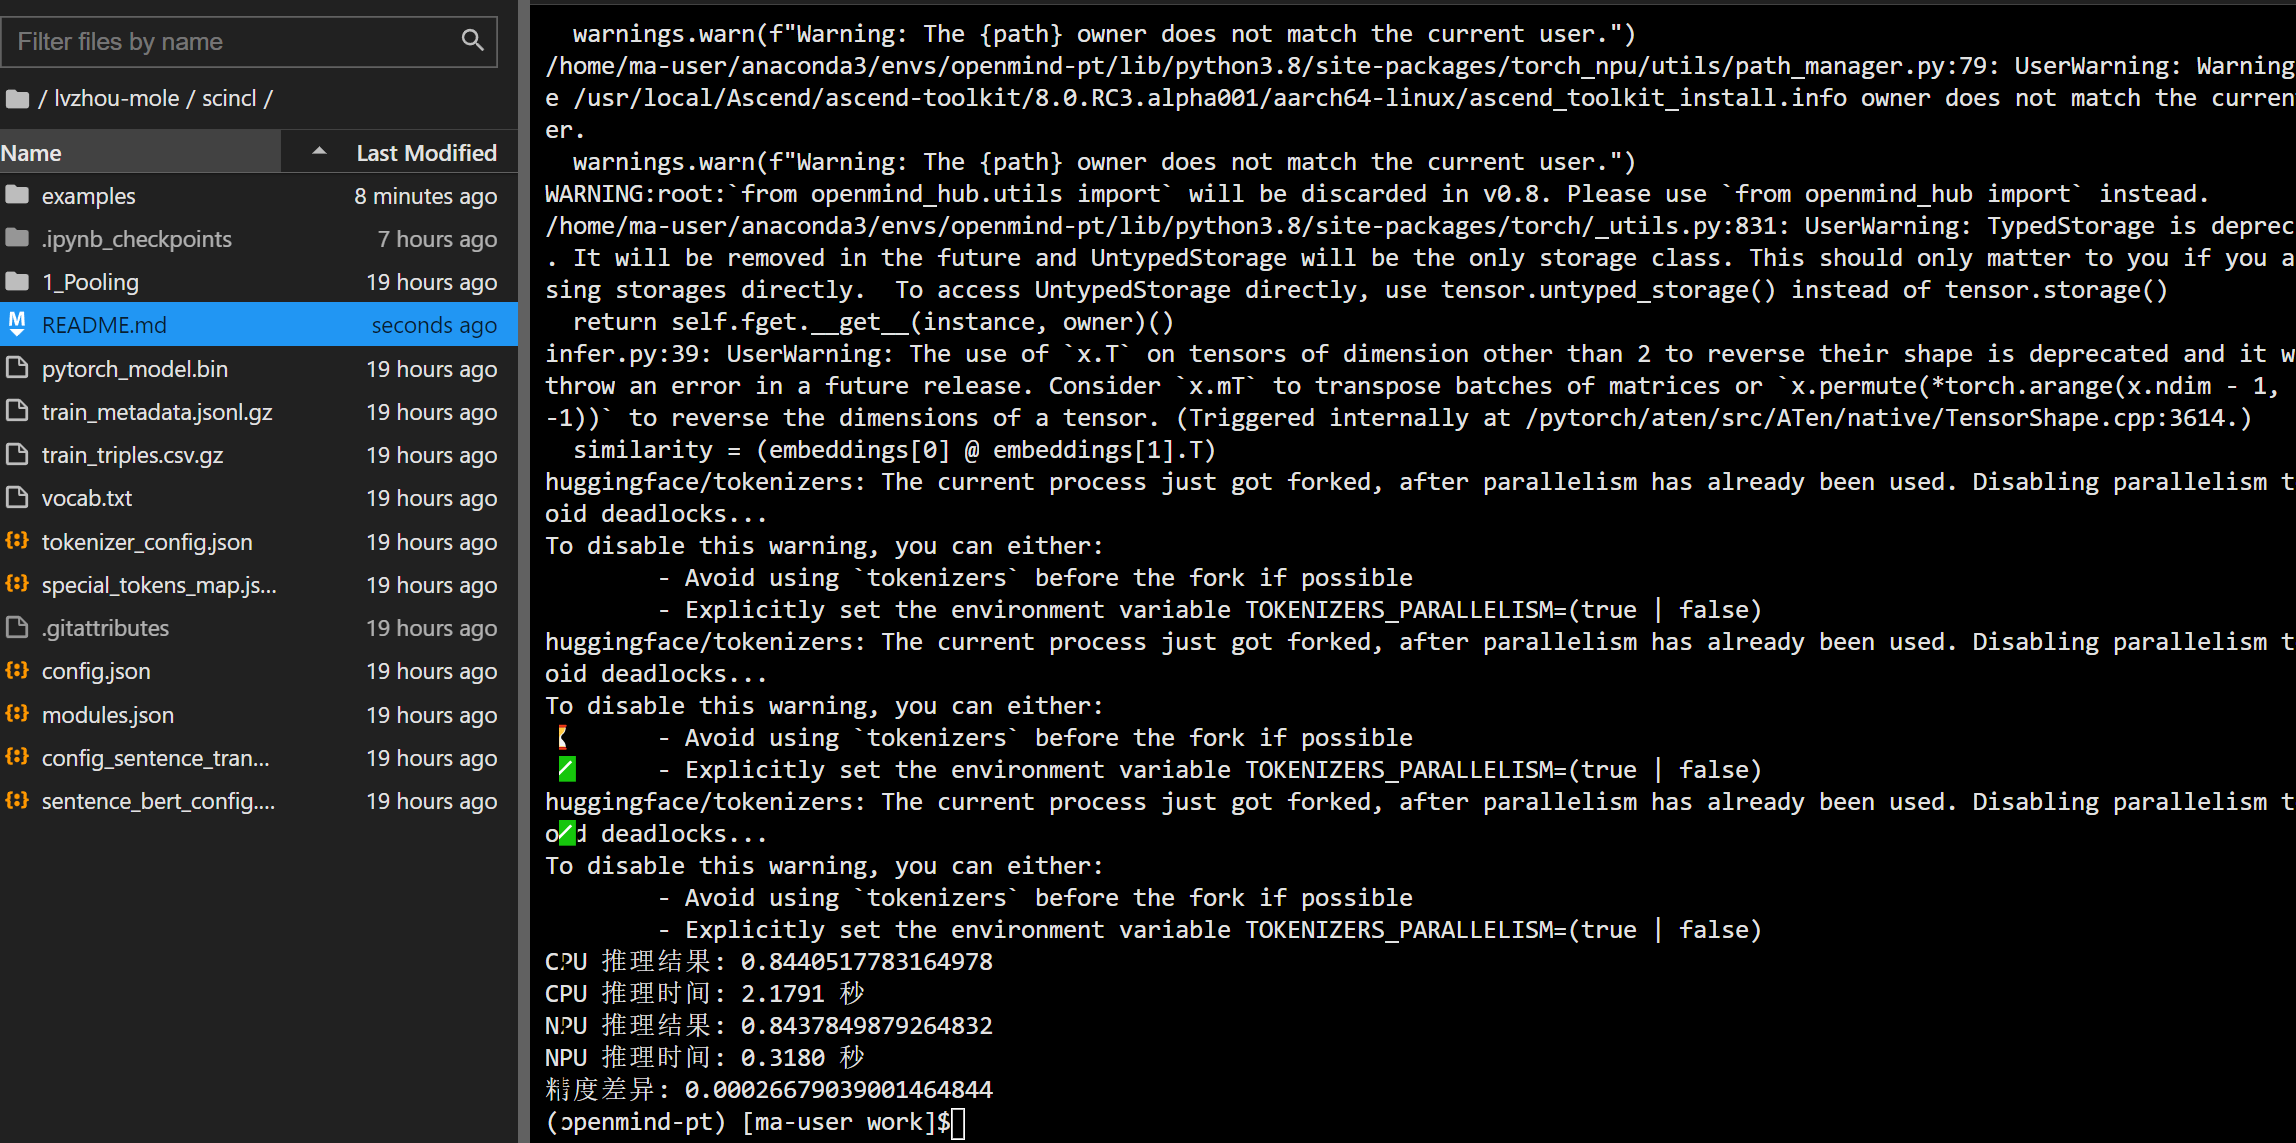 Filter files by name
/ lvzhou-mole / scincl /
Name Last Modified
examples 8 minutes ago
.ipynb_checkpoints 7 hours ago
1_Pooling 19 hours ago
README.md seconds ago
pytorch_model.bin 19 hours ago
train_metadata.jsonl.gz 19 hours ago
train_triples.csv.gz 19 hours ago
vocab.txt 19 hours ago
tokenizer_config.json 19 hours ago
special_tokens_map.js... 19 hours ago
.gitattributes 19 hours ago
config.json 19 hours ago
modules.json 19 hours ago
config_sentence_tran... 19 hours ago
sentence_bert_config.... 19 hours ago
warnings.warn(f"Warning: The {path} owner does not match the current user.")
/home/ma-user/anaconda3/envs/openmind-pt/lib/python3.8/site-packages/torch_npu/utils/path_manager.py:79: UserWarning: Warning
e /usr/local/Ascend/ascend-toolkit/8.0.RC3.alpha001/aarch64-linux/ascend_toolkit_install.info owner does not match the curren
er.
warnings.warn(f"Warning: The {path} owner does not match the current user.")
WARNING:root:`from openmind_hub.utils import` will be discarded in v0.8. Please use `from openmind_hub import` instead.
/home/ma-user/anaconda3/envs/openmind-pt/lib/python3.8/site-packages/torch/_utils.py:831: UserWarning: TypedStorage is deprec
. It will be removed in the future and UntypedStorage will be the only storage class. This should only matter to you if you a
sing storages directly.  To access UntypedStorage directly, use tensor.untyped_storage() instead of tensor.storage()
return self.fget.__get__(instance, owner)()
infer.py:39: UserWarning: The use of `x.T` on tensors of dimension other than 2 to reverse their shape is deprecated and it w
throw an error in a future release. Consider `x.mT` to transpose batches of matrices or `x.permute(*torch.arange(x.ndim - 1,
-1))` to reverse the dimensions of a tensor. (Triggered internally at /pytorch/aten/src/ATen/native/TensorShape.cpp:3614.)
similarity = (embeddings[0] @ embeddings[1].T)
huggingface/tokenizers: The current process just got forked, after parallelism has already been used. Disabling parallelism t
oid deadlocks...
To disable this warning, you can either:
- Avoid using `tokenizers` before the fork if possible
- Explicitly set the environment variable TOKENIZERS_PARALLELISM=(true | false)
huggingface/tokenizers: The current process just got forked, after parallelism has already been used. Disabling parallelism t
oid deadlocks...
To disable this warning, you can either:
- Avoid using `tokenizers` before the fork if possible
- Explicitly set the environment variable TOKENIZERS_PARALLELISM=(true | false)
huggingface/tokenizers: The current process just got forked, after parallelism has already been used. Disabling parallelism t
oid deadlocks...
To disable this warning, you can either:
- Avoid using `tokenizers` before the fork if possible
- Explicitly set the environment variable TOKENIZERS_PARALLELISM=(true | false)
CPU 推理结果: 0.8440517783164978
CPU 推理时间: 2.1791 秒
NPU 推理结果: 0.8437849879264832
NPU 推理时间: 0.3180 秒
精度差异: 0.00026679039001464844
(openmind-pt) [ma-user work]$